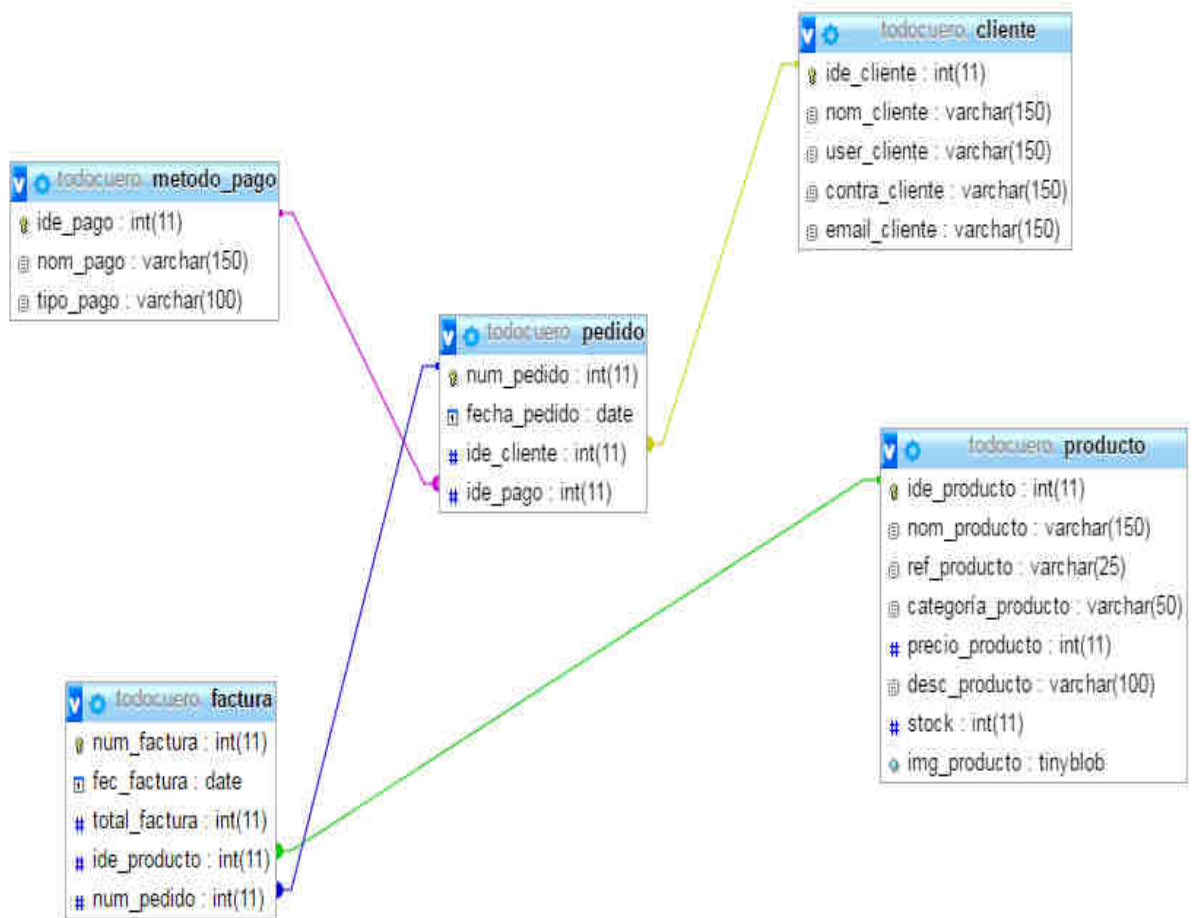 todocuero cliente
ide_cliente : int(11)
nom_cliente : varchar(150)
user_cliente : varchar(150)
contra_cliente : varchar(150)
email_cliente : varchar(150)
todocuero metodo_pago
ide_pago : int(11)
nom_pago : varchar(150)
tipo_pago : varchar(100)
todocuero pedido
num_pedido : int(11)
fecha_pedido : date
ide_cliente : int(11)
ide_pago : int(11)
todocuero producto
ide_producto : int(11)
nom_producto : varchar(150)
ref_producto : varchar(25)
categoría_producto : varchar(50)
# precio_producto : int(11)
desc_producto : varchar(100)
# stock : int(11)
img_producto : tinyblob
todocuero factura
num_factura : int(11)
fec_factura : date
# total_factura : int(11)
# ide_producto : int(11)
# num_pedido : int(11)